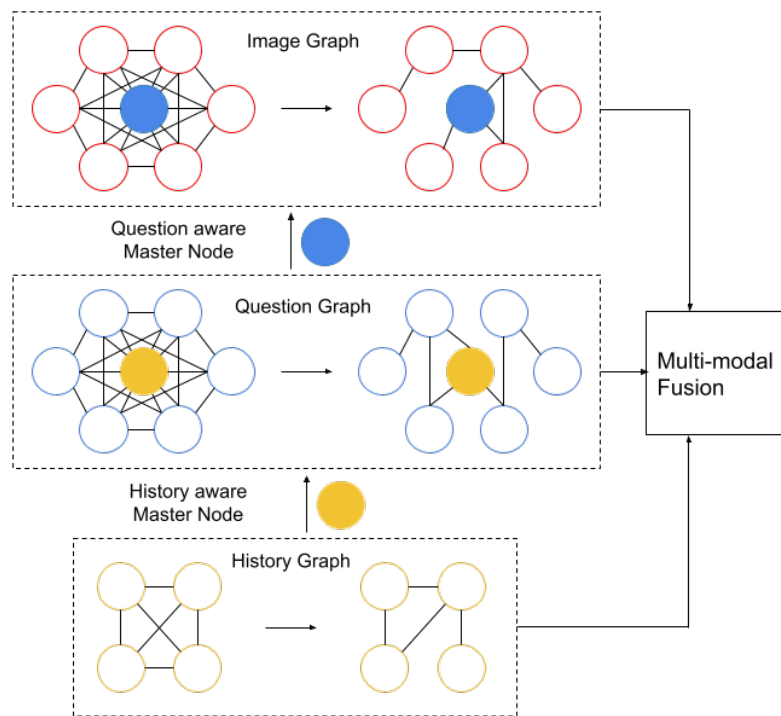 Image Graph
Question aware
Master Node
Question Graph
Multi-modal
Fusion
History aware
Master Node
History Graph